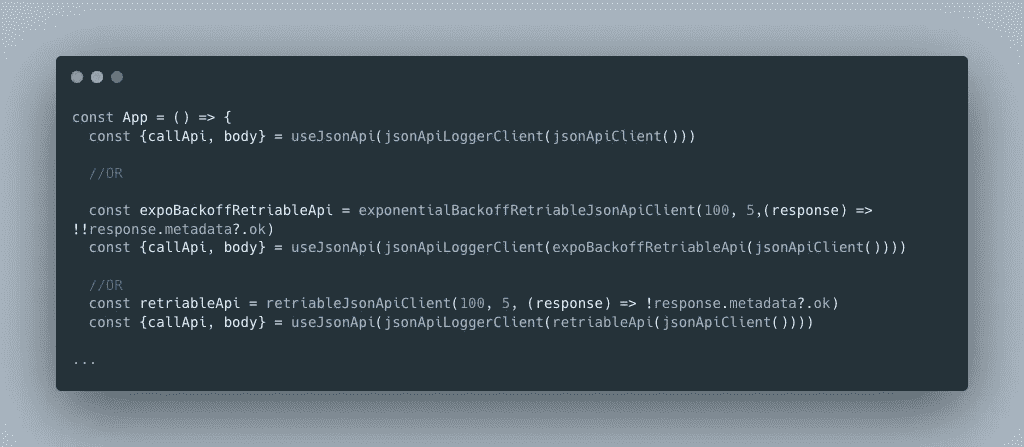 const App = () => {
  const {callApi, body} = useJsonApi(jsonApiLoggerClient(jsonApiClient()))
  //OR
  const expoBackoffRetriableApi = exponentialBackoffRetriableJsonApiClient(100, 5,(response) =>
!!response.metadata?.ok)
  const {callApi, body} = useJsonApi(jsonApiLoggerClient(expoBackoffRetriableApi(jsonApiClient())))
  //OR
  const retriableApi = retriableJsonApiClient(100, 5, (response) => !response.metadata?.ok)
  const {callApi, body} = useJsonApi(jsonApiLoggerClient(retriableApi(jsonApiClient())))
...